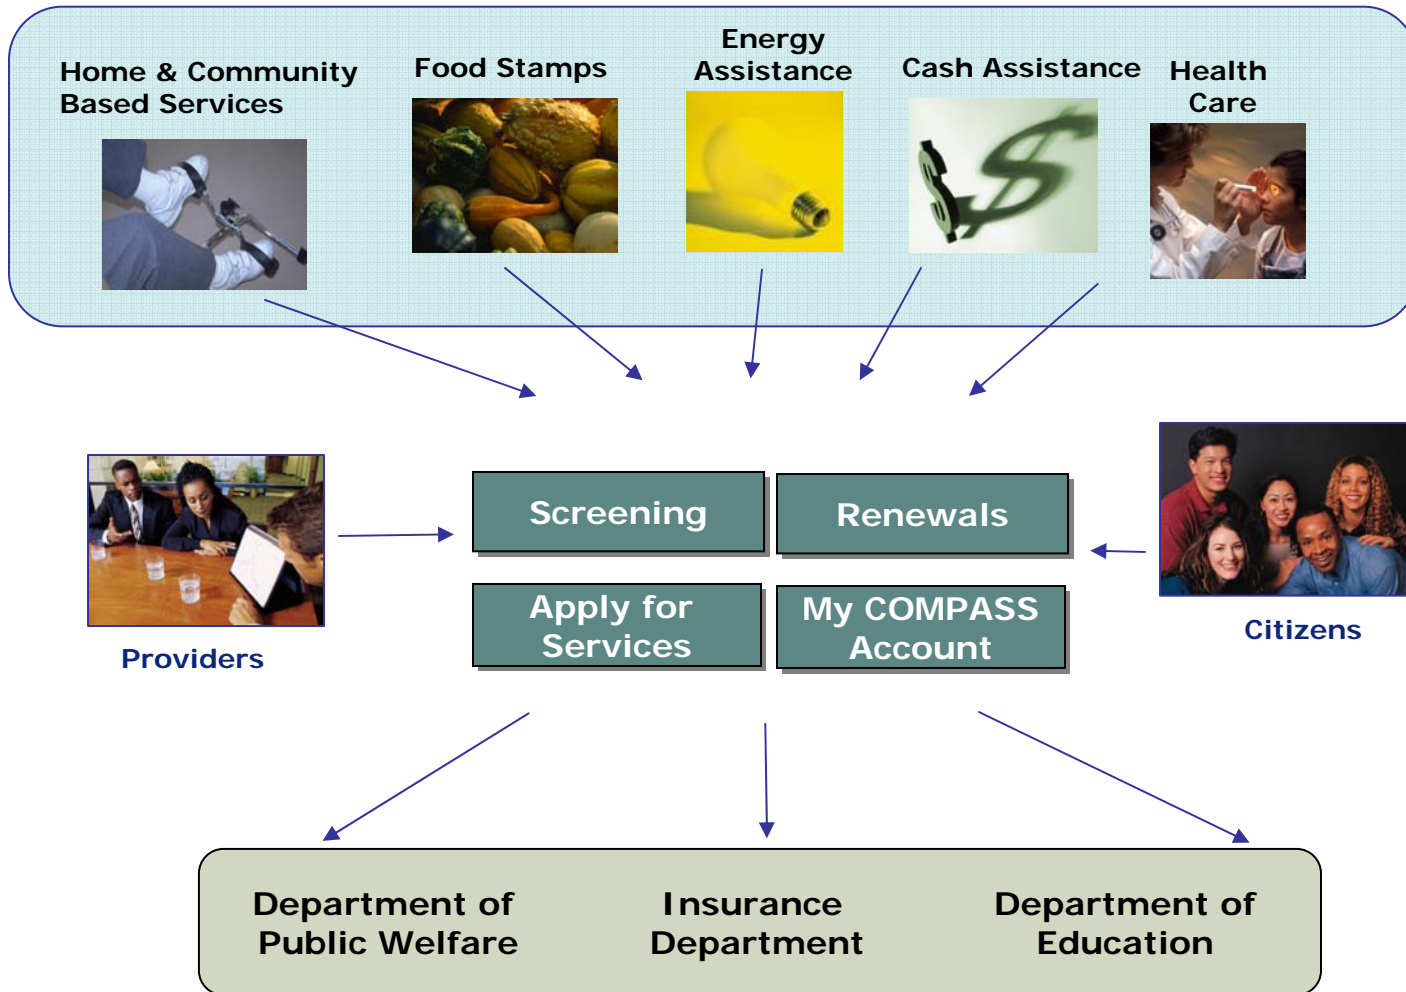 Home & Community
Based Services
Food Stamps
Energy
Assistance
Cash Assistance
Health
Care
Screening
Renewals
Apply for
Services
My COMPASS
Account
Providers
Citizens
Department of
Public Welfare
Insurance
Department
Department of
Education